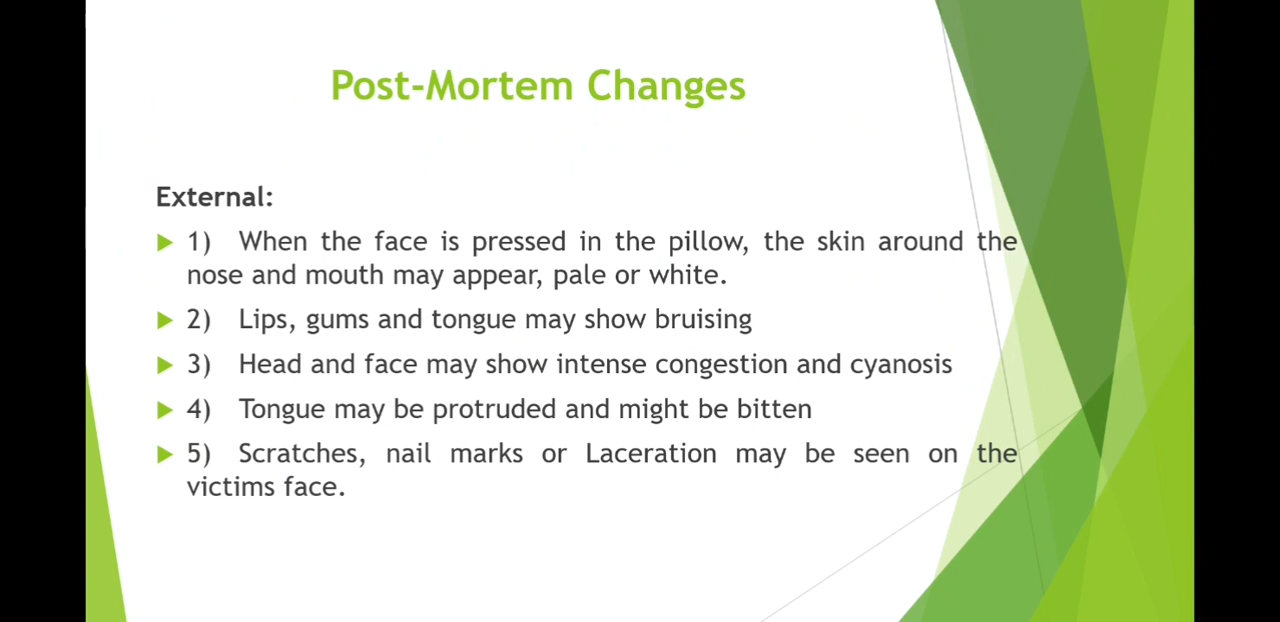 Post-Mortem Changes
External:
1) When the face is pressed in the pillow, the skin around the
nose and mouth may appear, pale or white.
2) Lips, gums and tongue may show bruising
3) Head and face may show intense congestion and cyanosis
4) Tongue may be protruded and might be bitten
5) Scratches, nail marks or Laceration may be seen on the
victims face.